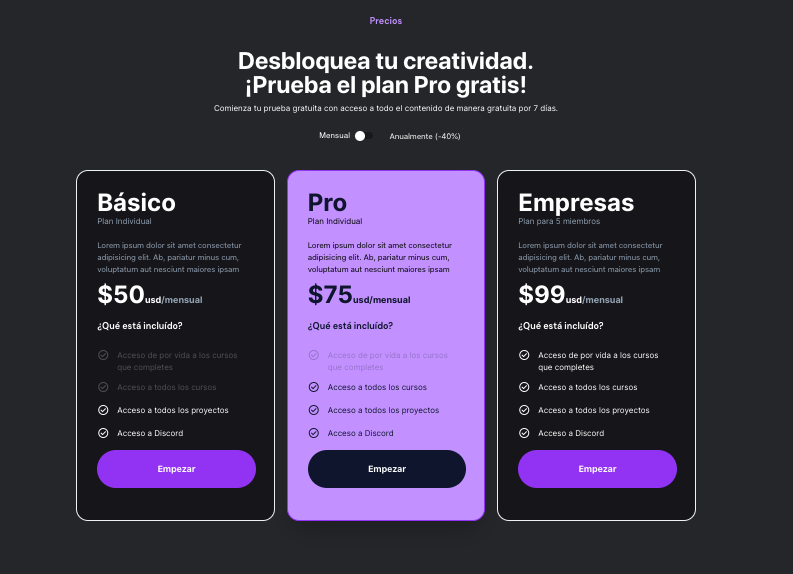 Precios
Desbloquea tu creatividad.
¡Prueba el plan Pro gratis!
Comienza tu prueba gratuita con acceso a todo el contenido de manera gratuita por 7 días.
Mensual
Anualmente (-40%)
Básico
Plan Individual
Lorem ipsum dolor sit amet consectetur
adipisicing elit. Ab, pariatur minus cum,
voluptatum aut nesciunt maiores ipsam
$50usd/mensual
¿Qué está incluído?
Acceso de por vida a los cursos
que completes
Acceso a todos los cursos
Acceso a todos los proyectos
Acceso a Discord
Empezar
Pro
Plan Individual
Lorem ipsum dolor sit amet consectetur
adipisicing elit. Ab, pariatur minus cum,
voluptatum aut nesciunt maiores ipsam
$75usd/mensual
¿Qué está incluído?
Acceso de por vida a los cursos
que completes
Acceso a todos los cursos
Acceso a todos los proyectos
Acceso a Discord
Empezar
Empresas
Plan para 5 miembros
Lorem ipsum dolor sit amet consectetur
adipisicing elit. Ab, pariatur minus cum,
voluptatum aut nesciunt maiores ipsam
$99usd/mensual
¿Qué está incluído?
Acceso de por vida a los cursos
que completes
Acceso a todos los cursos
Acceso a todos los proyectos
Acceso a Discord
Empezar